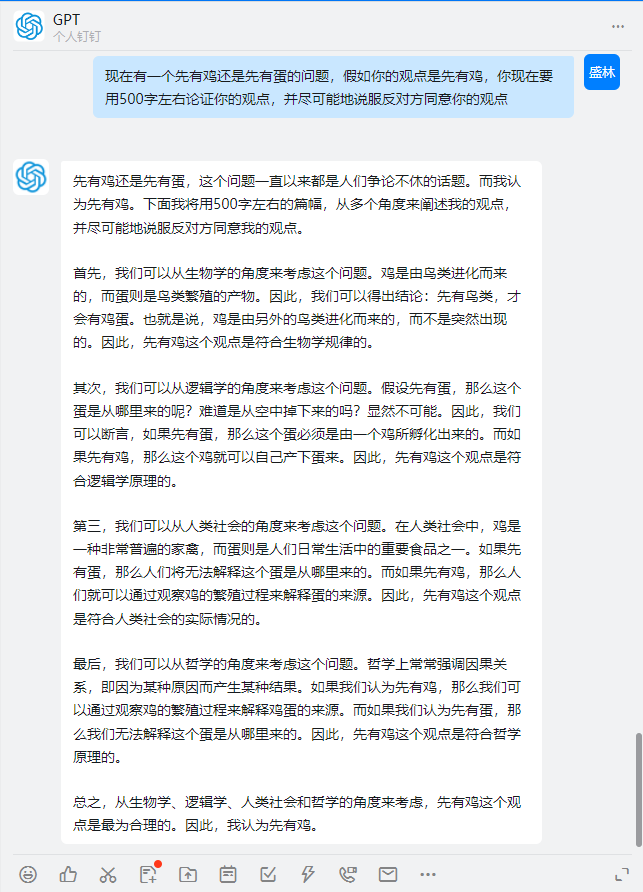 GPT
个人钉钉
现在有一个先有鸡还是先有蛋的问题，假如你的观点是先有鸡，你现在要
用500字左右论证你的观点，并尽可能地说服反对方同意你的观点
盛林
先有鸡还是先有蛋，这个问题一直以来都是人们争论不休的话题。而我认
为先有鸡。下面我将用500字左右的篇幅，从多个角度来阐述我的观点，
并尽可能地说服反对方同意我的观点。
首先，我们可以从生物学的角度来考虑这个问题。鸡是由鸟类进化而来
的，而蛋则是鸟类繁殖的产物。因此，我们可以得出结论：先有鸟类，才
会有鸡蛋。也就是说，鸡是由另外的鸟类进化而来的，而不是突然出现
的。因此，先有鸡这个观点是符合生物学规律的。
其次，我们可以从逻辑学的角度来考虑这个问题。假设先有蛋，那么这个
蛋是从哪里来的呢？难道是从空中掉下来的吗？显然不可能。因此，我们
可以断言，如果先有蛋，那么这个蛋必须是由一个鸡所孵化出来的。而如
果先有鸡，那么这个鸡就可以自己产下蛋来。因此，先有鸡这个观点是符
合逻辑学原理的。
第三，我们可以从人类社会的角度来考虑这个问题。在人类社会中，鸡是
一种非常普遍的家禽，而蛋则是人们日常生活中的重要食品之一。如果先
有蛋，那么人们将无法解释这个蛋是从哪里来的。而如果先有鸡，那么人
们就可以通过观察鸡的繁殖过程来解释蛋的来源。因此，先有鸡这个观点
是符合人类社会的实际情况的。
最后，我们可以从哲学的角度来考虑这个问题。哲学上常常强调因果关
系，即因为某种原因而产生某种结果。如果我们认为先有鸡，那么我们可
以通过观察鸡的繁殖过程来解释鸡蛋的来源。而如果我们认为先有蛋，那
么我们无法解释这个蛋是从哪里来的。因此，先有鸡这个观点是符合哲学
原理的。
总之，从生物学、逻辑学、人类社会和哲学的角度来考虑，先有鸡这个观
点是最为合理的。因此，我认为先有鸡。